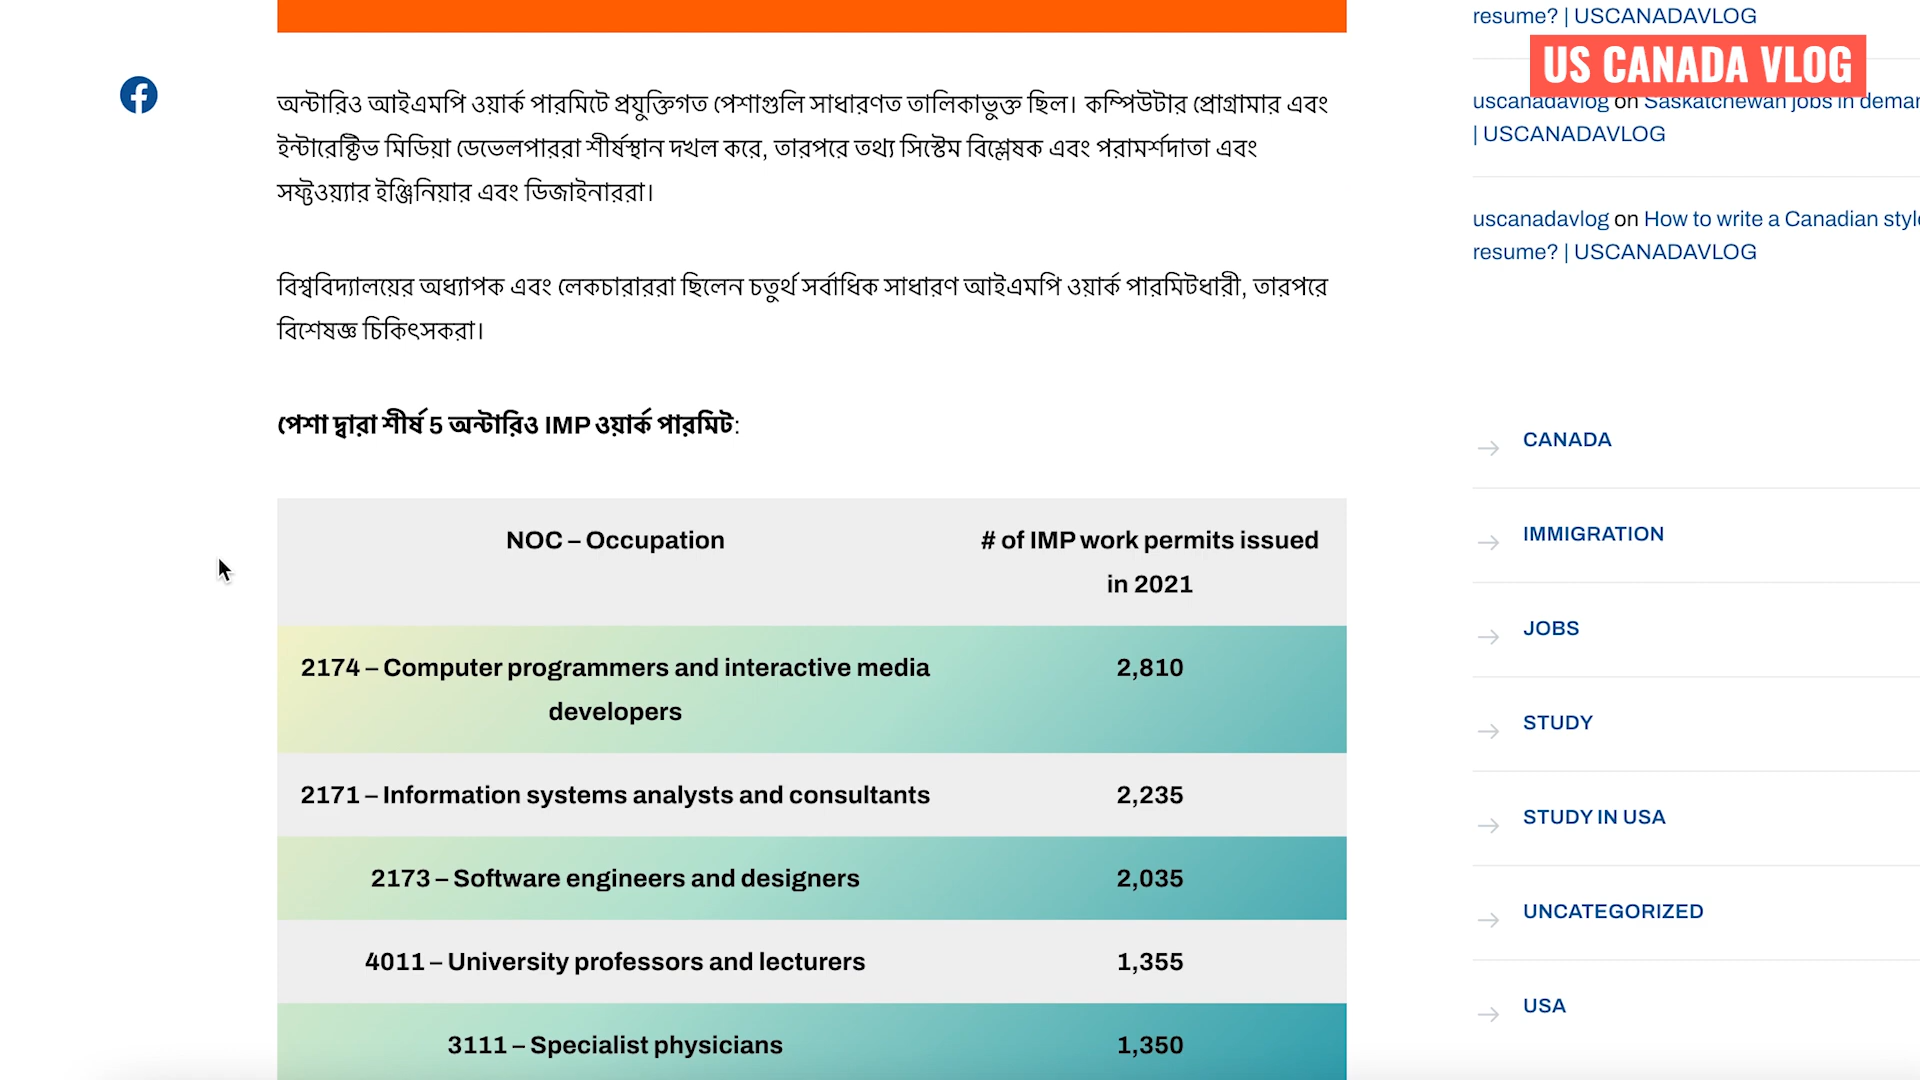 অন্টারিও আইএমপি ওয়ার্ক পারমিটে প্রযুক্তিগত পেশাগুলি সাধারণত তালিকাভুক্ত ছিল। কম্পিউটার প্রোগ্রামার এবং
ইন্টারেক্টিভ মিডিয়া ডেভেলপাররা শীর্ষস্থান দখল করে, তারপরে তথ্য সিস্টেম বিশ্লেষক এবং পরামর্শদাতা এবং
সফ্টওয়্যার ইঞ্জিনিয়ার এবং ডিজাইনাররা।
বিশ্ববিদ্যালয়ের অধ্যাপক এবং লেকচারাররা ছিলেন চতুর্থ সর্বাধিক সাধারণ আইএমপি ওয়ার্ক পারমিটধারী, তারপরে
বিশেষজ্ঞ চিকিৎসকরা।
পেশা দ্বারা শীর্ষ 5 অন্টারিও IMP ওয়ার্ক পারমিট:
NOC – Occupation
# of IMP work permits issued
in 2021
2174 – Computer programmers and interactive media
developers
2,810
2171 – Information systems analysts and consultants
2,235
2173 – Software engineers and designers
2,035
4011 – University professors and lecturers
1,355
3111 – Specialist physicians
1,350
resume? | USCANADAVLOG
US CANADA VLOG
uscanadavlog on Saskatchewan jobs in
| USCANADAVLOG
uscanadavlog on How to write a Canadian
resume? | USCANADAVLOG
CANADA
IMMIGRATION
JOBS
STUDY
STUDY IN USA
UNCATEGORIZED
USA